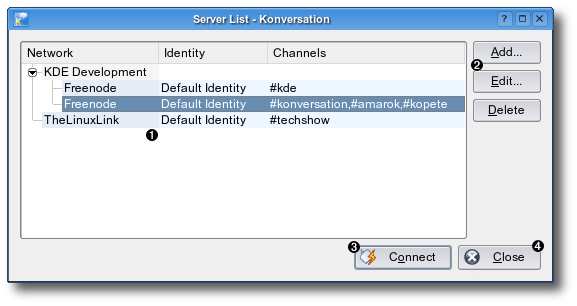 Server List - Konversation
Network Identity Channels
KDE Development
Freenode Default Identity #kde
Freenode Default Identity #konversation,#amarok,#kopete
TheLinuxLink Default Identity #techshow
1
Add...
2
Edit...
Delete
3 Connect
Close 4